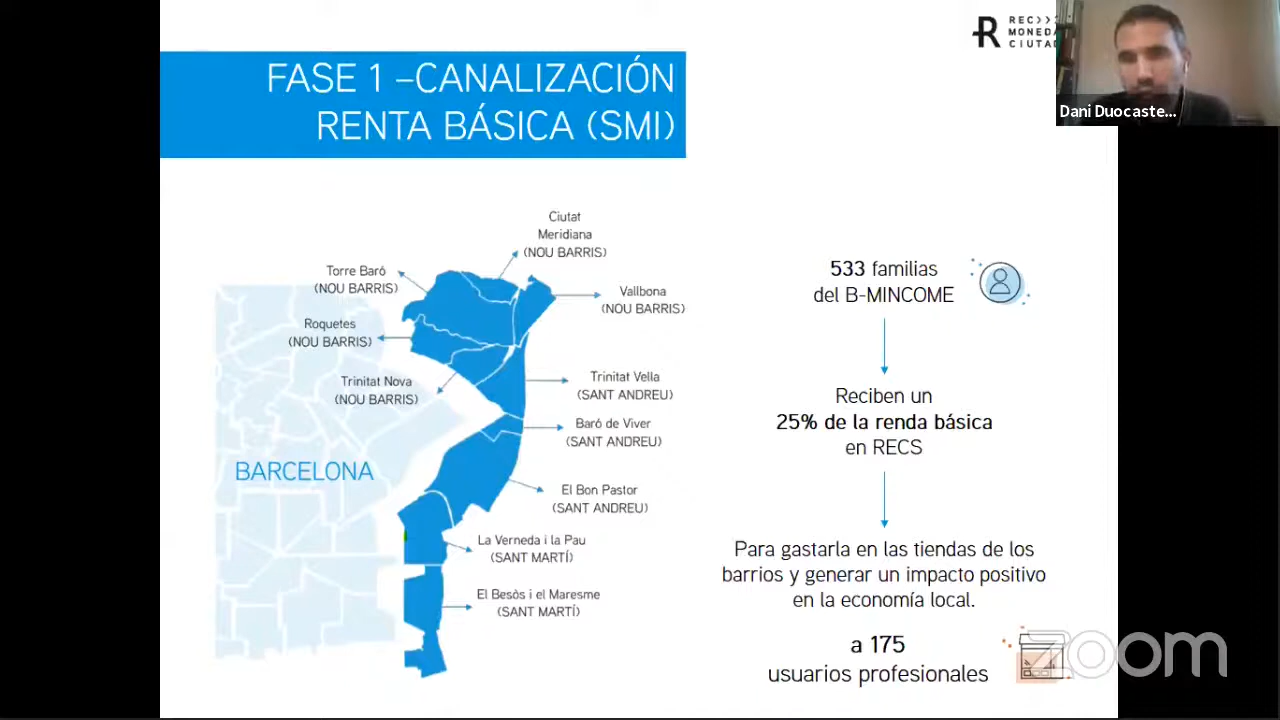 FASE 1 –CANALIZACIÓN
RENTA BÁSICA (SMI)
REC>>>
MONEDA
CIUTAD
Dani Duocaste...
Ciutat
Meridiana
(NOU BARRIS)
Torre Baró
(NOU BARRIS)
Vallbona
(NOU BARRIS)
Roquetes
(NOU BARRIS)
Trinitat Nova
(NOU BARRIS)
Trinitat Vella
(SANT ANDREU)
Baró de Viver
(SANT ANDREU)
BARCELONA
El Bon Pastor
(SANT ANDREU)
La Verneda i la Pau
(SANT MARTÍ)
El Besòs i el Maresme
(SANT MARTÍ)
533 familias
del B-MINCOME
Reciben un
25% de la renda básica
en RECS
Para gastarla en las tiendas de los
barrios y generar un impacto positivo
en la economía local.
a 175
usuarios profesionales
zoom